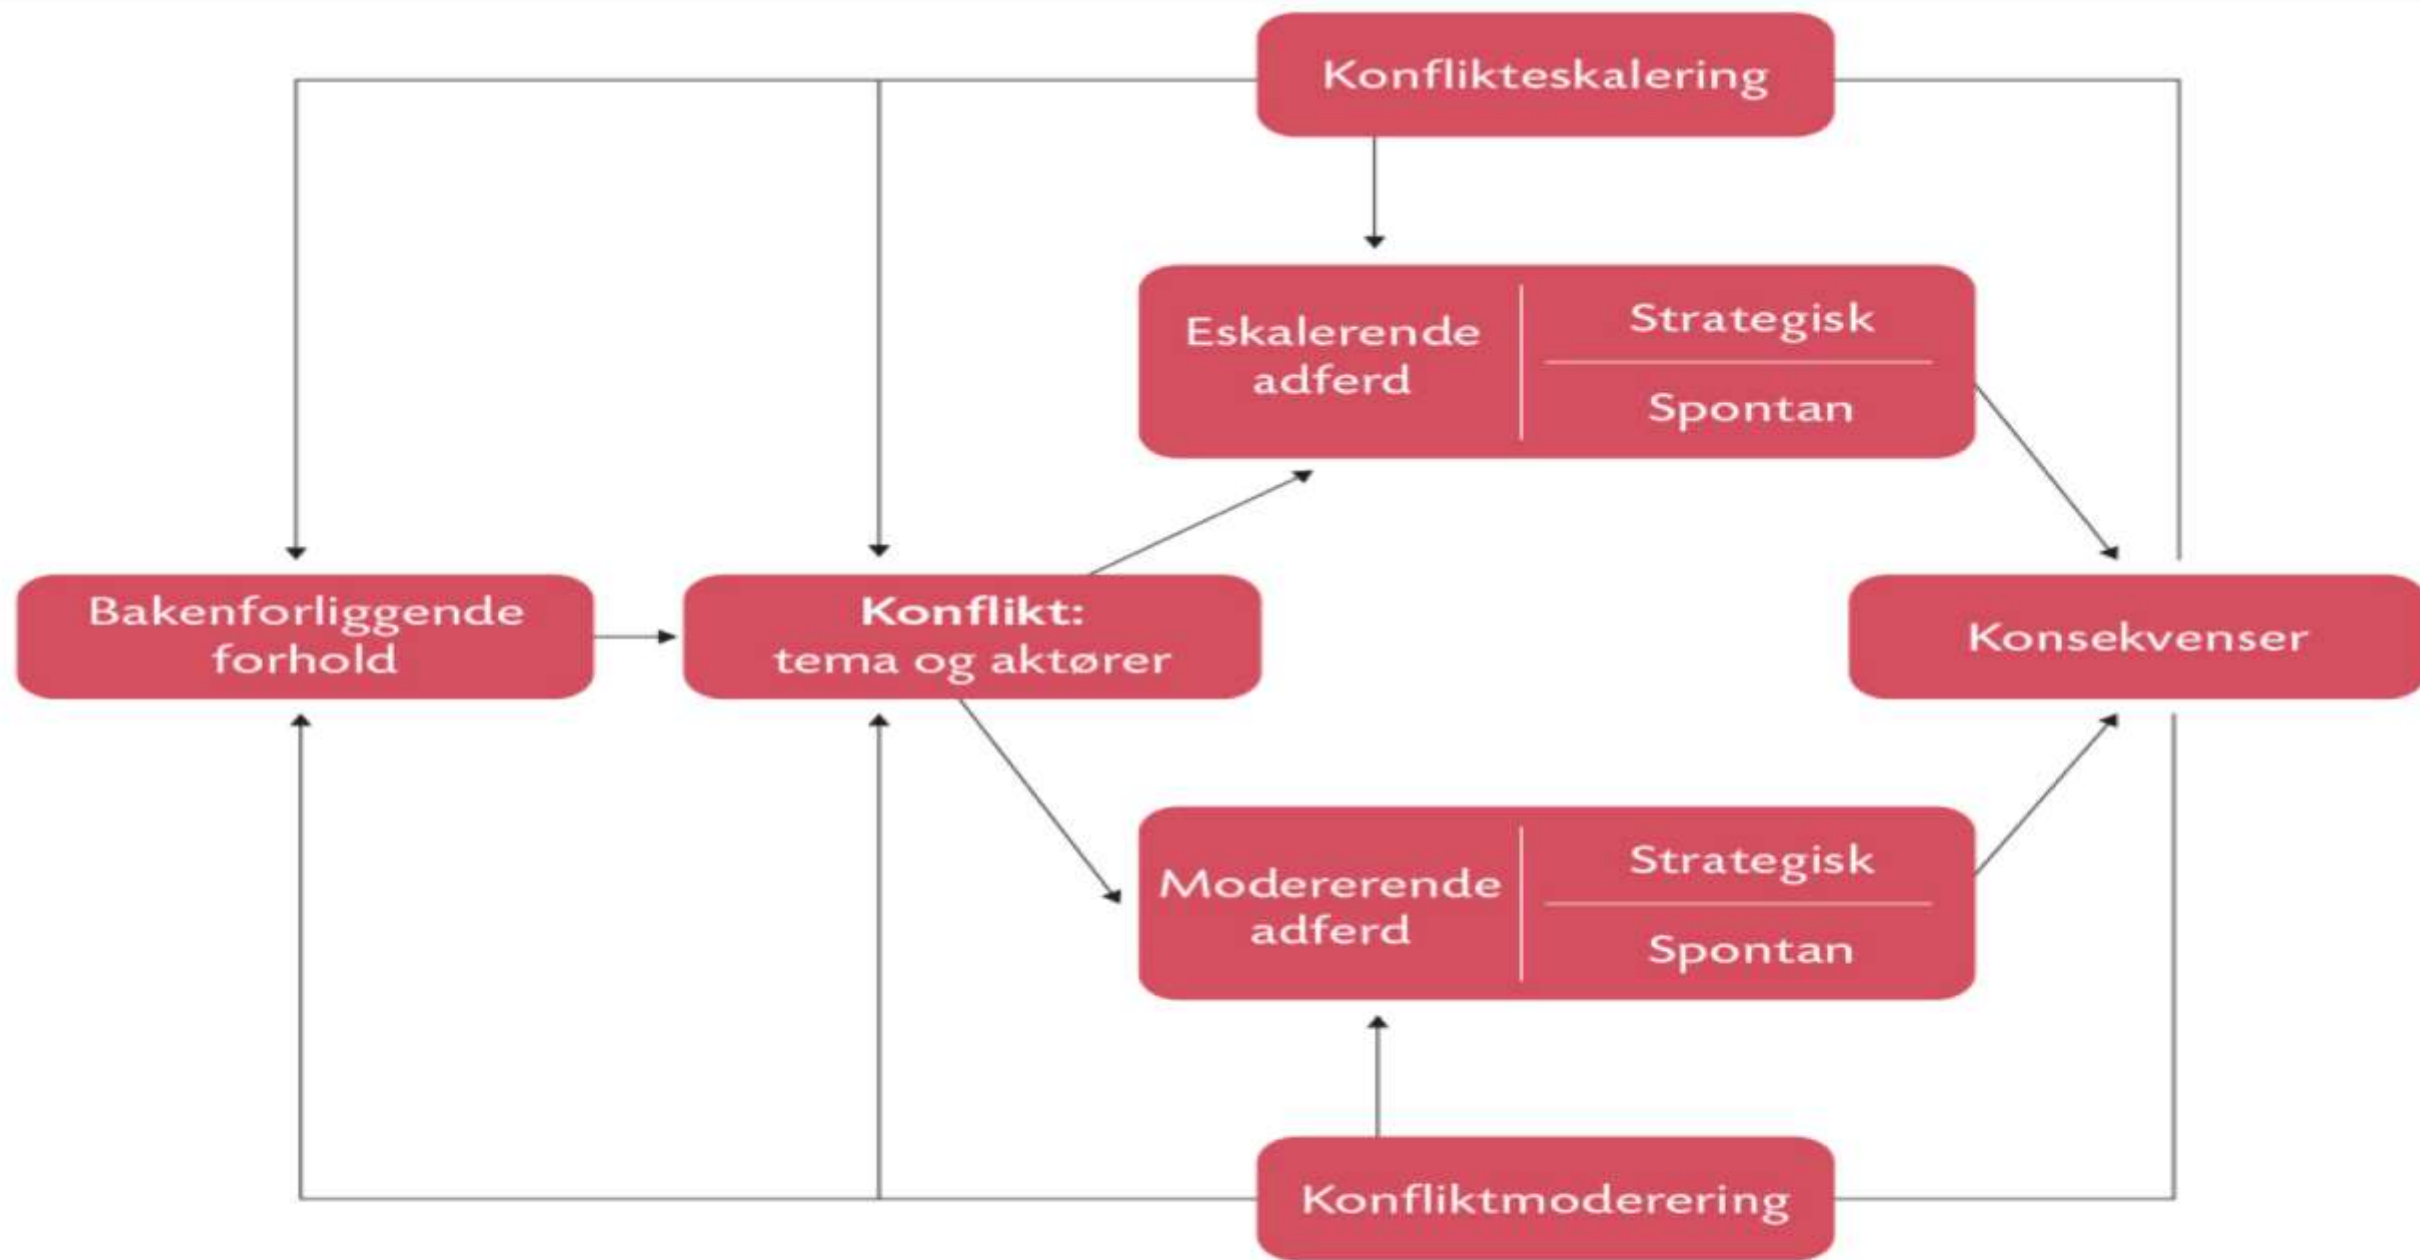 Konflikteskalering
Eskalerende
adferd
Strategisk
Spontan
Bakenforliggende
forhold
Konflikt:
tema og aktører
Konsekvenser
Modererende
adferd
Strategisk
Spontan
Konfliktmoderering